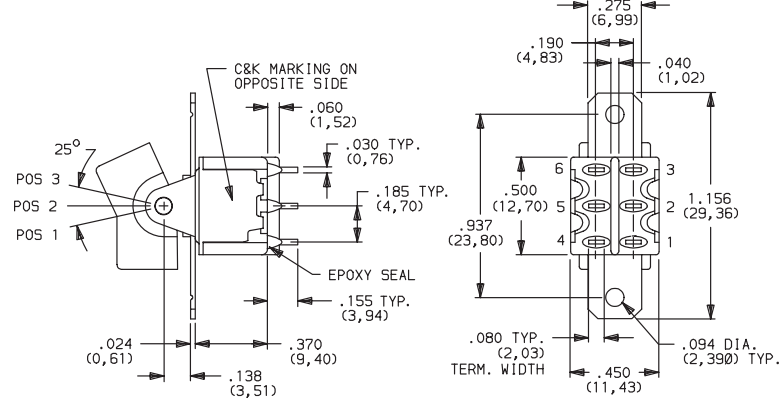 C&K MARKING ON
OPPOSITE SIDE
.060
(1,52)
.030 TYP.
(0,76)
25°
POS 3
POS 2
POS 1
.185 TYP.
(4,70)
EPOXY SEAL
.155 TYP.
(3,94)
.024
(0,61)
.370
(9,40)
.138
(3,51)
.275
(6,99)
.190
(4,83)
.040
(1,02)
6
3
.500
(12,70)
5
2
1.156
(29,36)
.937
(23,80)
4
1
.080 TYP.
(2,03)
TERM. WIDTH
.094 DIA.
(2,390) TYP.
.450
(11,43)